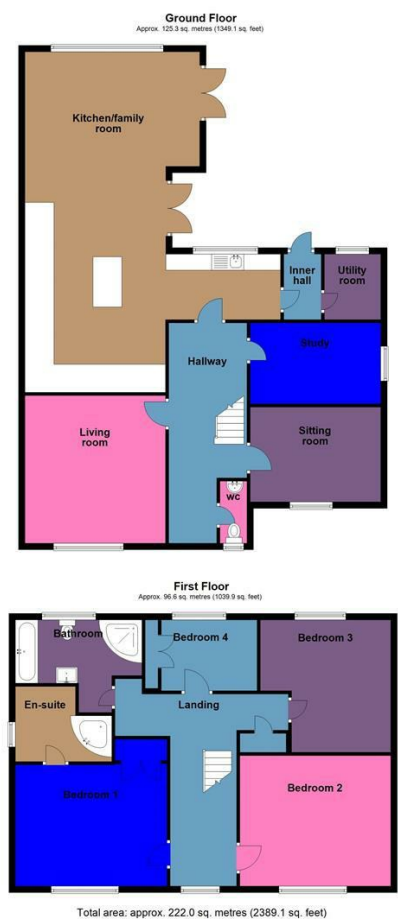 Ground Floor
Approx. 125.3 sq. metres (1349.1 sq. feet)
Kitchen/family
room
Inner
hall
Utility
room
Hallway
Study
Living
room
Sitting
room
wc
First Floor
Approx. 96.6 sq. metres (1039.9 sq. feet)
Bathroom
Bedroom 4
Bedroom 3
En-suite
Landing
Bedroom 1
Bedroom 2
Total area: approx. 222.0 sq. metres (2389.1 sq. feet)